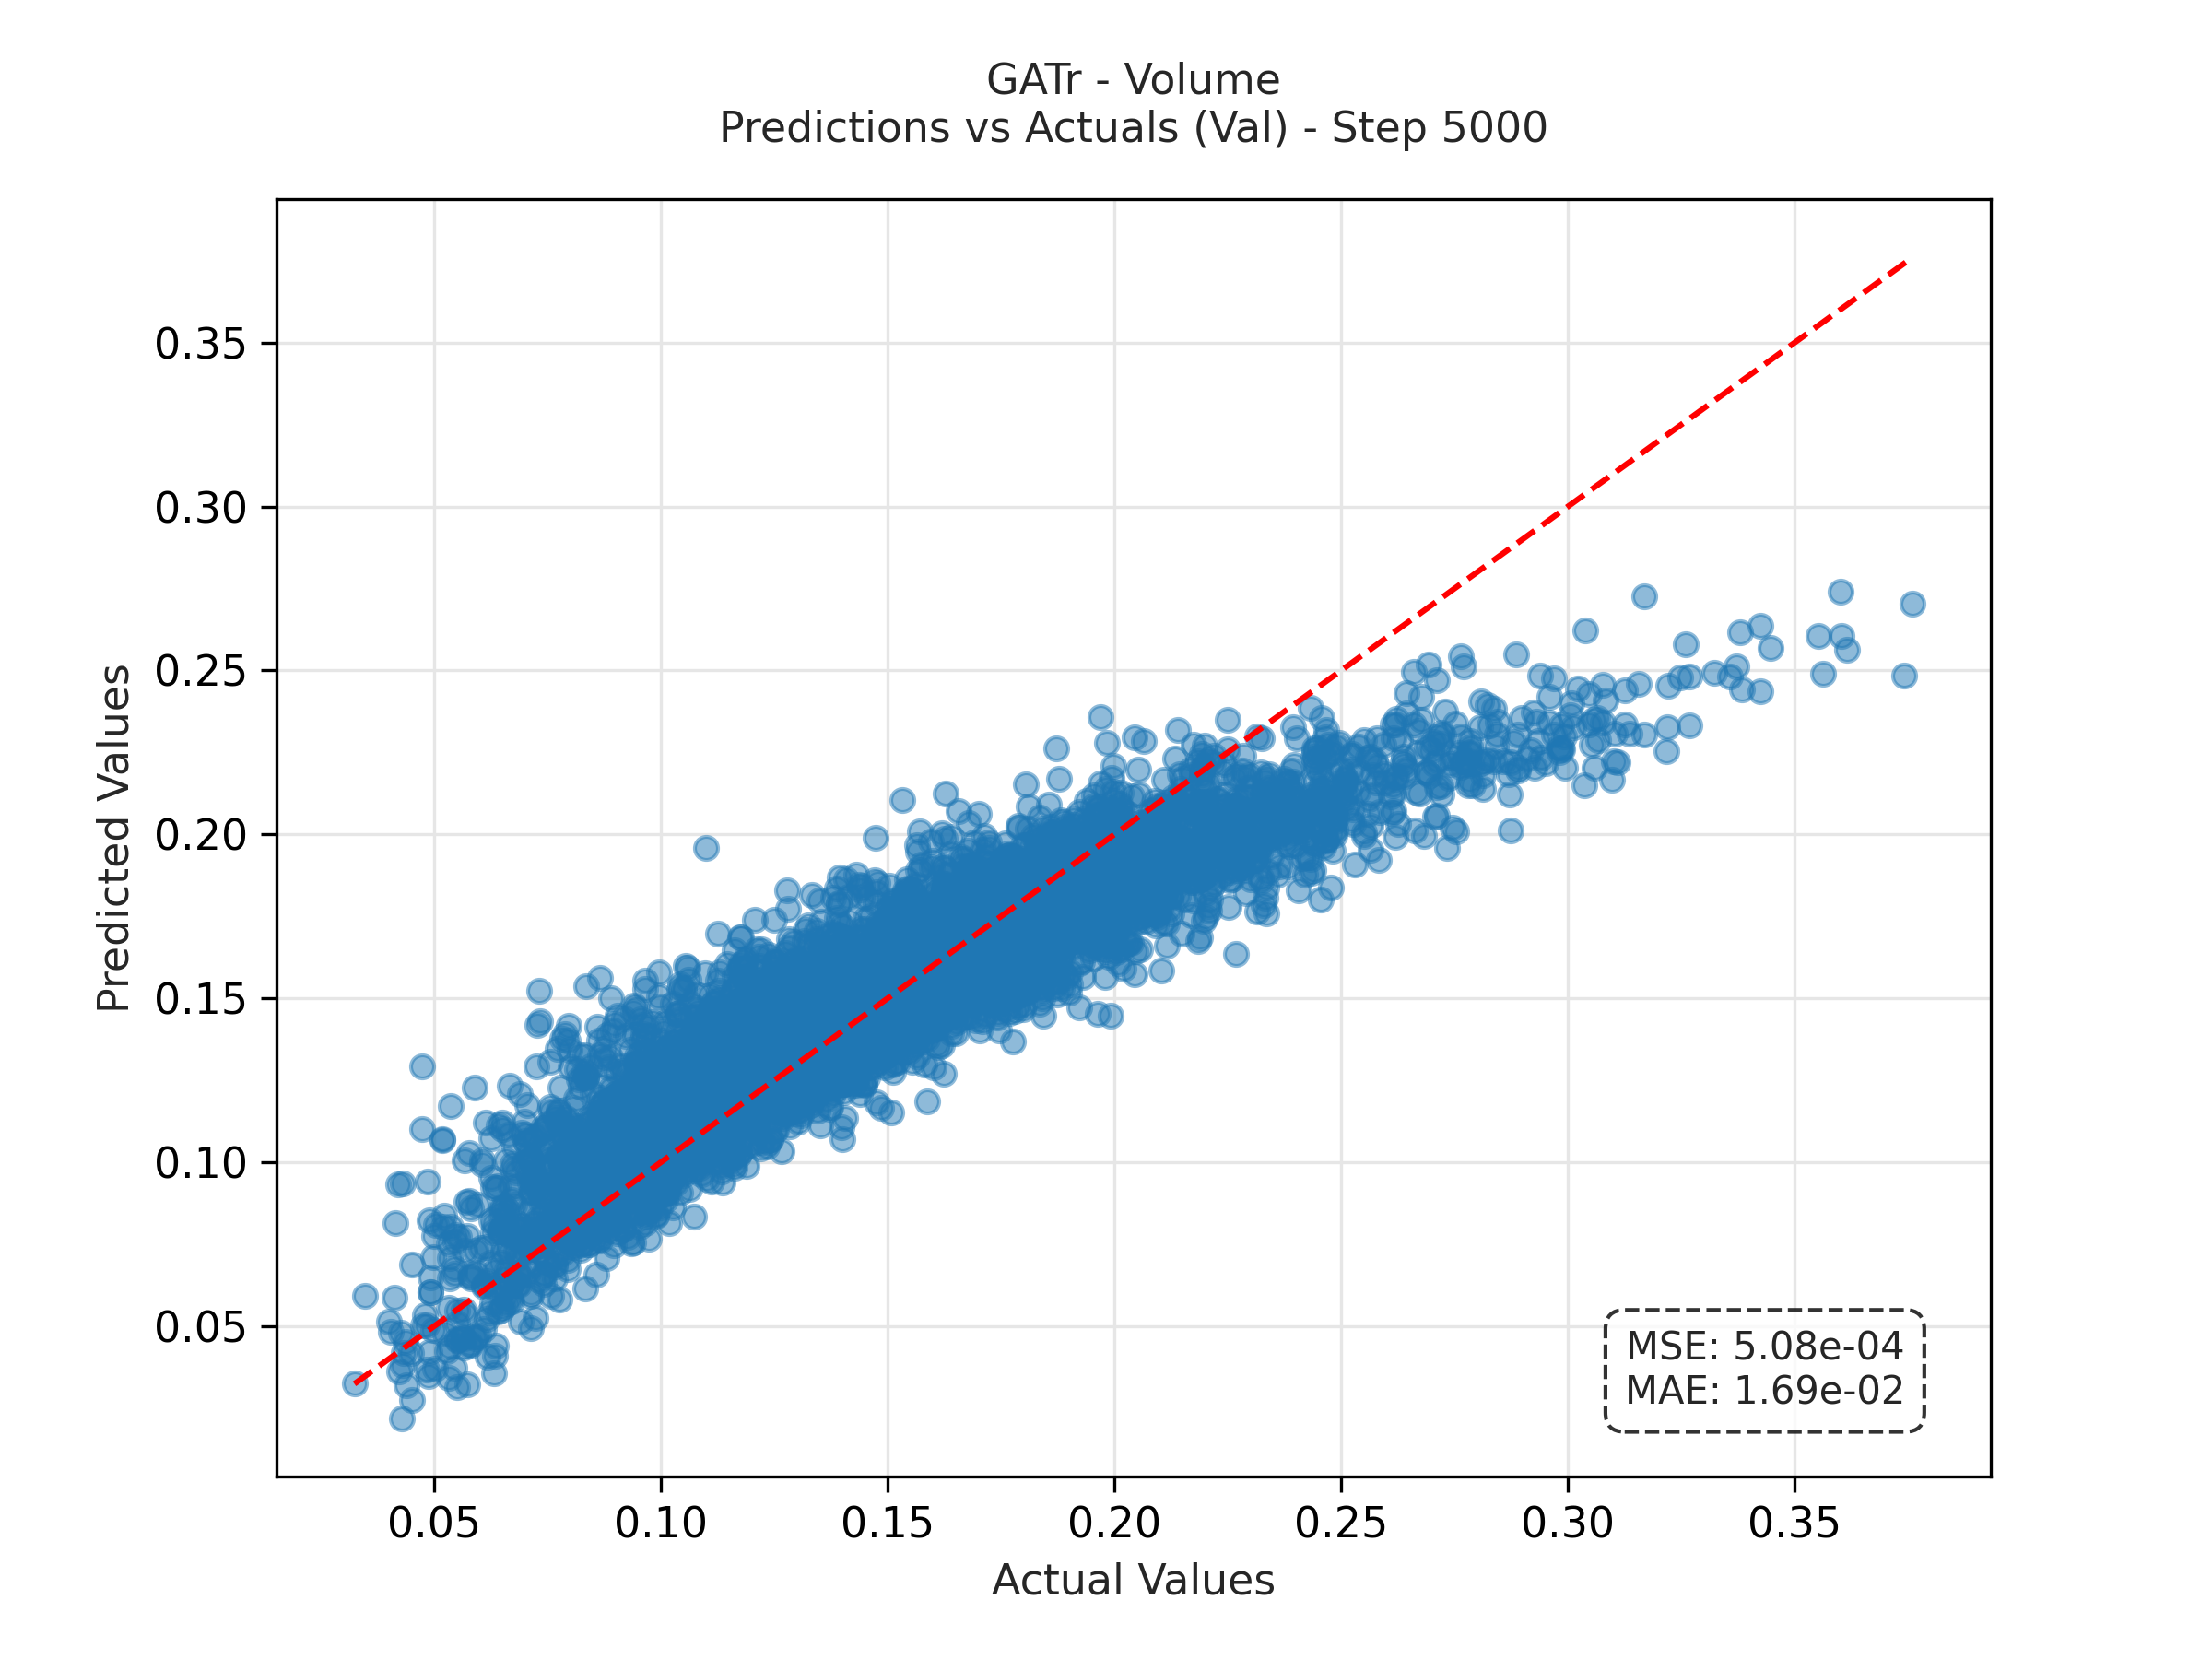 GATr - Volume
Predictions vs Actuals (Val) - Step 5000
Predicted Values
0.35
0.30
0.25
0.20
0.15
0.10
0.05
MSE: 5.08e-04
MAE: 1.69e-02
0.05 0.10 0.15 0.20 0.25 0.30 0.35
Actual Values